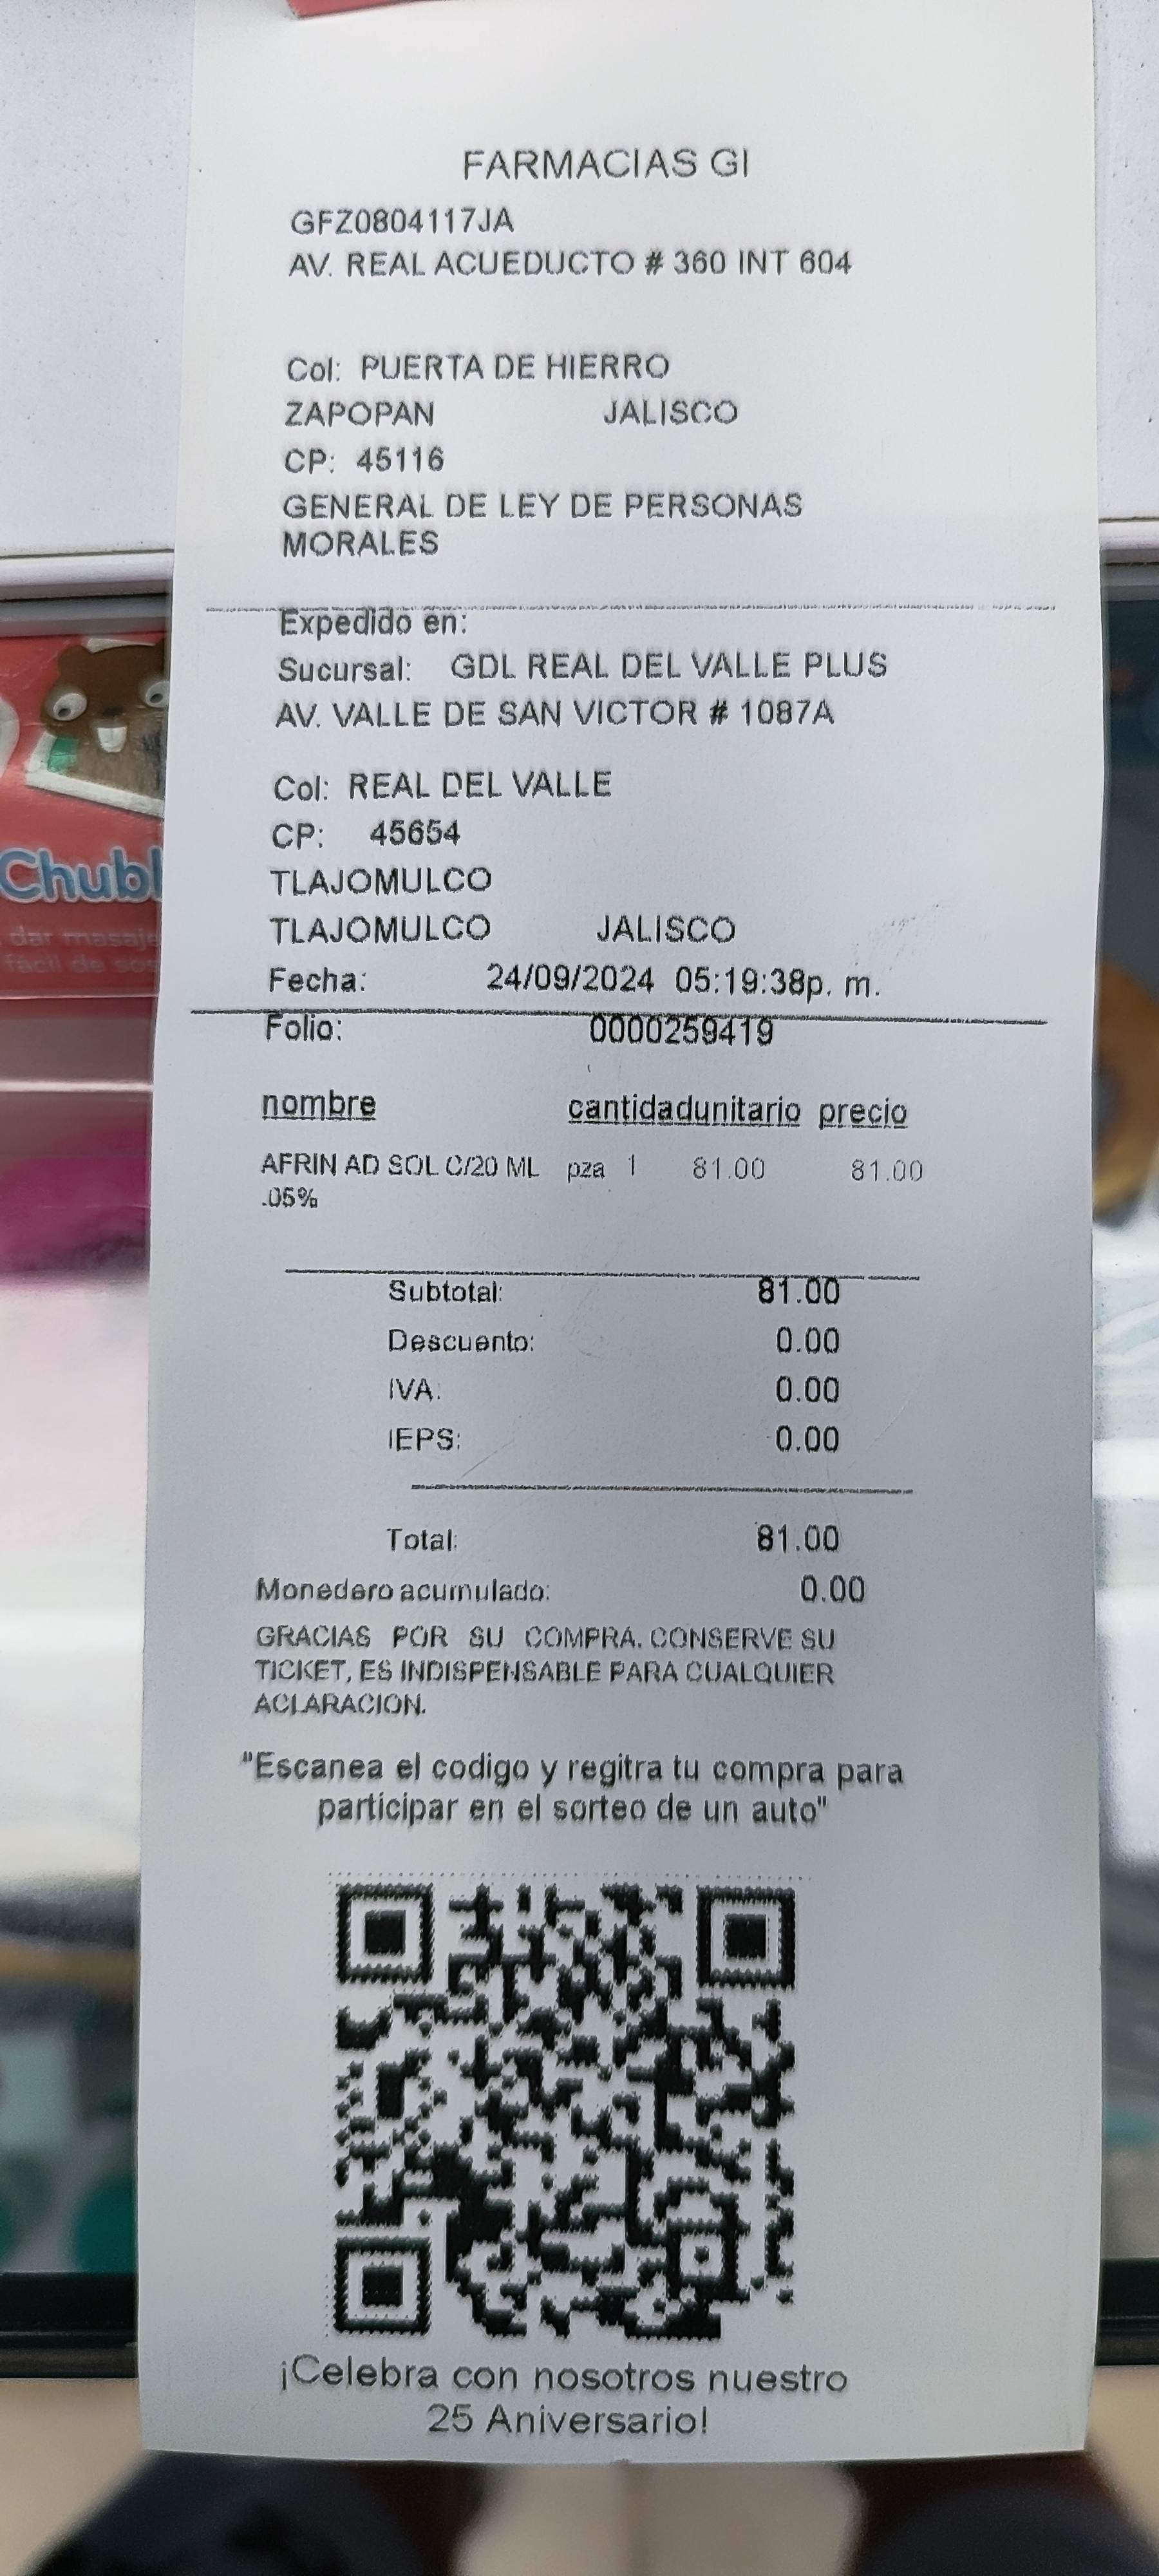 FARMACIAS GI
GFZ0804117JA
AV. REAL ACUEDUCTO # 360 INT 604
Col: PUERTA DE HIERRO
ZAPOPAN JALISCO
CP: 45116
GENERAL DE LEY DE PERSONAS
MORALES
Expedido en:
Sucursal: GDL REAL DEL VALLE PLUS
AV. VALLE DE SAN VICTOR # 1087A
Col: REAL DEL VALLE
CP: 45654
TLAJOMULCO
TLAJOMULCO JALISCO
Fecha: 24/09/2024 05:19:38p. m.
Folio: 0000259419
nombre cantidadunitario precio
AFRIN AD SOL C/20 ML pza 1 81.00 81.00
.05%
Subtotal: 81.00
Descuento: 0.00
IVA: 0.00
IEPS: 0.00
Total: 81.00
Monedero acumulado: 0.00
GRACIAS POR SU COMPRA. CONSERVE SU
TICKET, ES INDISPENSABLE PARA CUALQUIER
ACLARACION.
"Escanea el codigo y regitra tu compra para
participar en el sorteo de un auto"
¡Celebra con nosotros nuestro
25 Aniversario!
dar masaje
fácil de